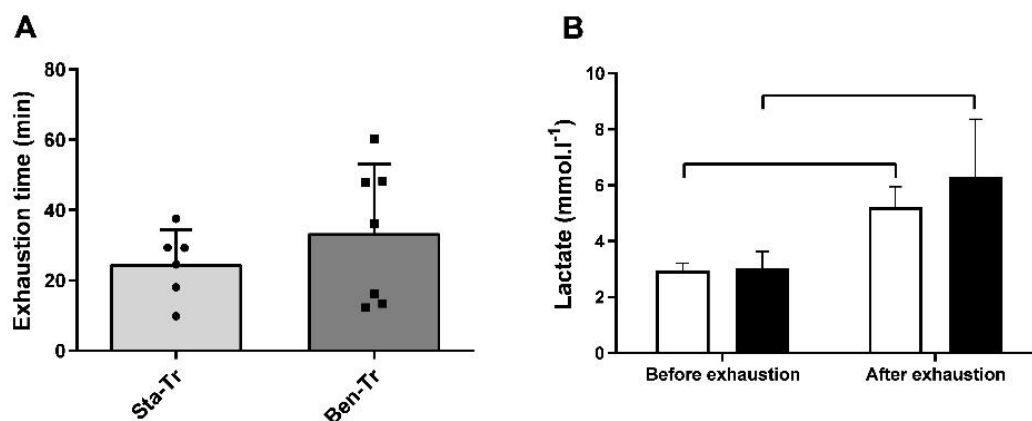 A
Exhaustion time (min)
80
60
40
20
0
Sta-Tr
Ben-Tr
B
Lactate (mmol.l⁻¹)
10
8
6
4
2
0
Before exhaustion
After exhaustion